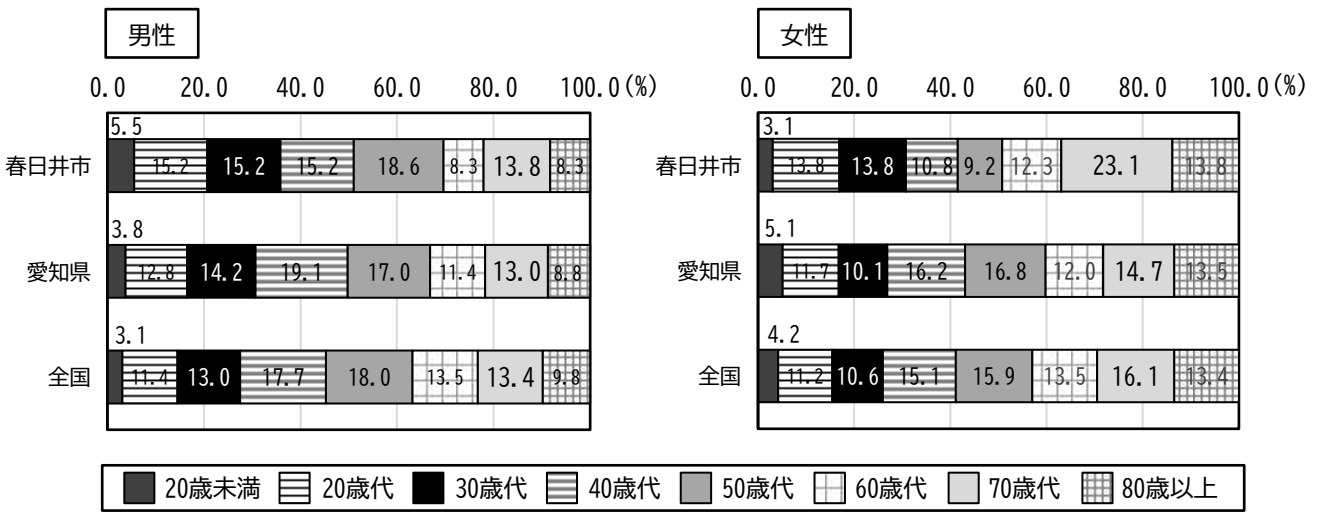 男性
0.0 20.0 40.0 60.0 80.0 100.0(%)
5.5
春日井市 15.2 15.2 15.2 18.6 8.3 13.8 8.3
3.8
愛知県 12.8 14.2 19.1 17.0 11.4 13.0 8.8
3.1
全国 11.4 13.0 17.7 18.0 13.5 13.4 9.8
女性
0.0 20.0 40.0 60.0 80.0 100.0(%)
3.1
春日井市 13.8 13.8 10.8 9.2 12.3 23.1 13.8
5.1
愛知県 11.7 10.1 16.2 16.8 12.0 14.7 13.5
4.2
全国 11.2 10.6 15.1 15.9 13.5 16.1 13.4
20歳未満 20歳代 30歳代 40歳代 50歳代 60歳代 70歳代 80歳以上